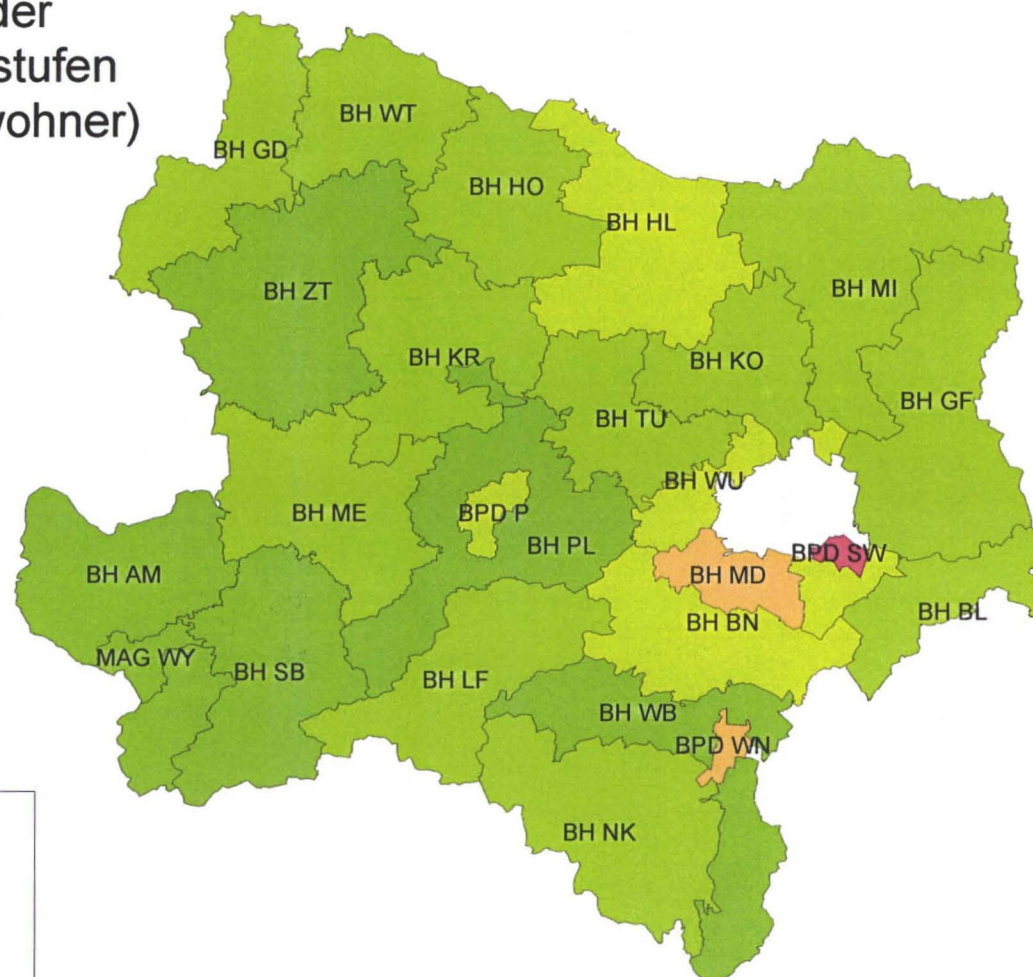 der
stufen
wohner)
BH WT
BH GD
BH HO
BH HL
BH ZT
BH MI
BH KR
BH KO
BH GF
BH TU
BH WU
BH ME
BPD P
BH PL
BPD SW
BH AM
BH MD
BH BL
BH BN
MAG WY
BH SB
BH LF
BH WB
BPD WN
BH NK